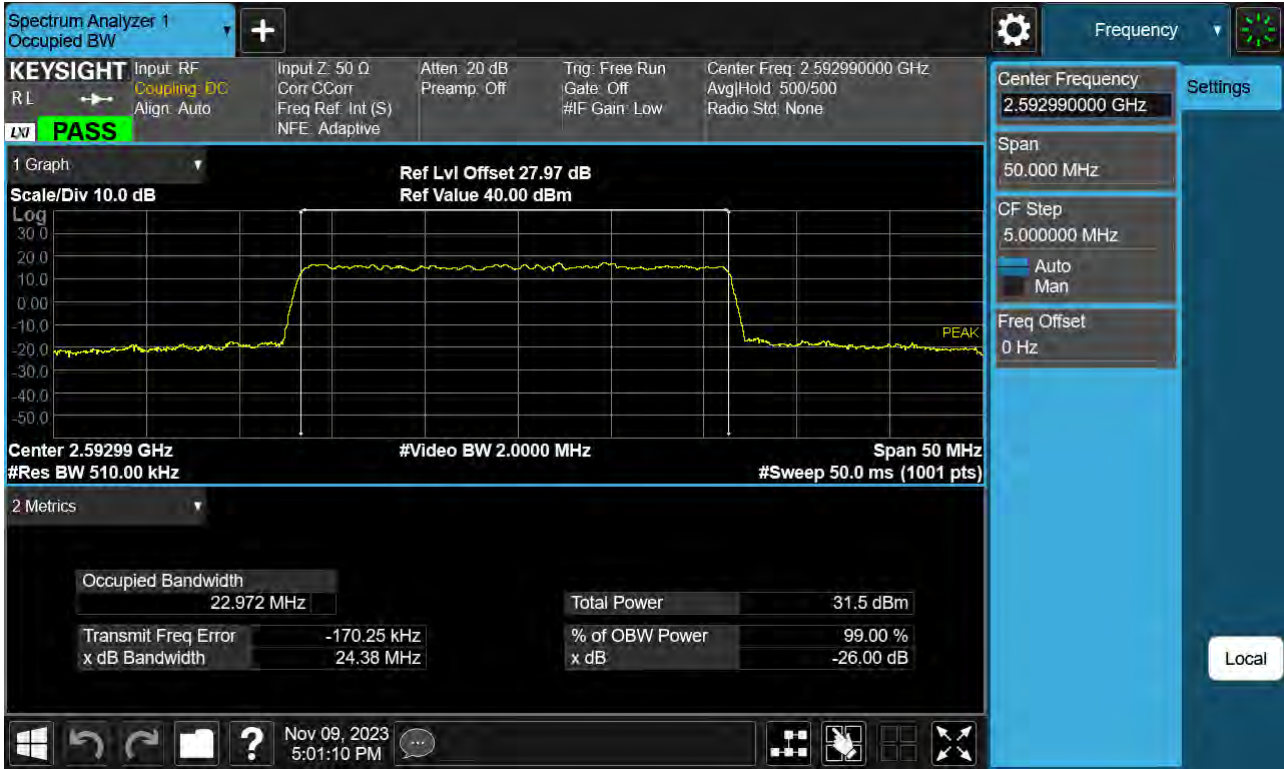 Spectrum Analyzer 1
Occupied BW
Frequency
KEYSIGHT
R L
LXI
PASS
Input: RF
Coupling: DC
Align: Auto
Input Z: 50 Ω
Corr CCorr
Freq Ref: Int (S)
NFE: Adaptive
Atten: 20 dB
Preamp: Off
Trig: Free Run
Gate: Off
#IF Gain: Low
Center Freq: 2.592990000 GHz
Avg|Hold: 500/500
Radio Std: None
Center Frequency
2.592990000 GHz
Settings
Span
50.000 MHz
CF Step
5.000000 MHz
Auto
Man
Freq Offset
0 Hz
Local
1 Graph
Scale/Div 10.0 dB
Ref Lvl Offset 27.97 dB
Ref Value 40.00 dBm
Log
30.0
20.0
10.0
0.00
-10.0
-20.0
-30.0
-40.0
-50.0
PEAK
Center 2.59299 GHz
#Video BW 2.0000 MHz
Span 50 MHz
#Res BW 510.00 kHz
#Sweep 50.0 ms (1001 pts)
2 Metrics
Occupied Bandwidth
22.972 MHz
Total Power 31.5 dBm
Transmit Freq Error -170.25 kHz
% of OBW Power 99.00 %
x dB Bandwidth 24.38 MHz
x dB -26.00 dB
?
Nov 09, 2023
5:01:10 PM